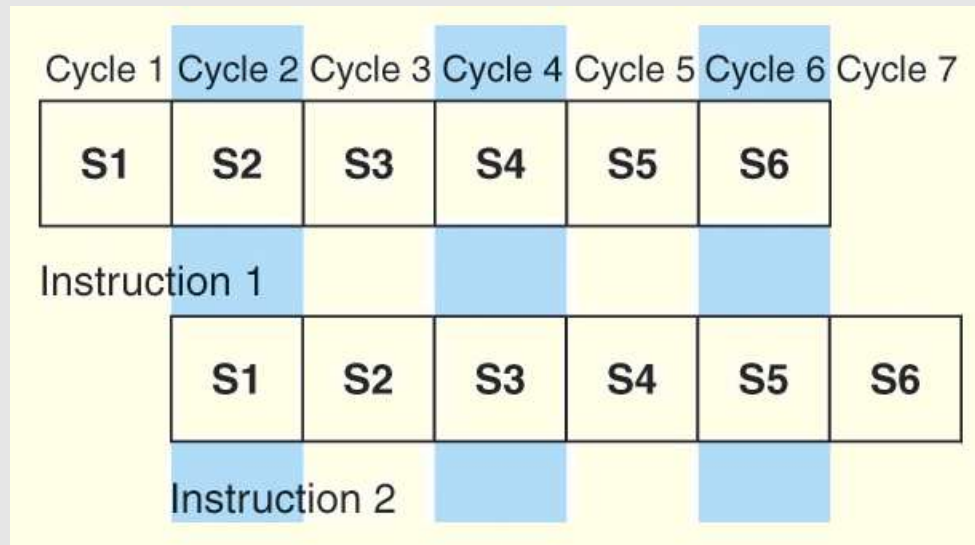 Cycle 1 Cycle 2 Cycle 3 Cycle 4 Cycle 5 Cycle 6 Cycle 7
S1 S2 S3 S4 S5 S6
Instruction 1
S1 S2 S3 S4 S5 S6
Instruction 2